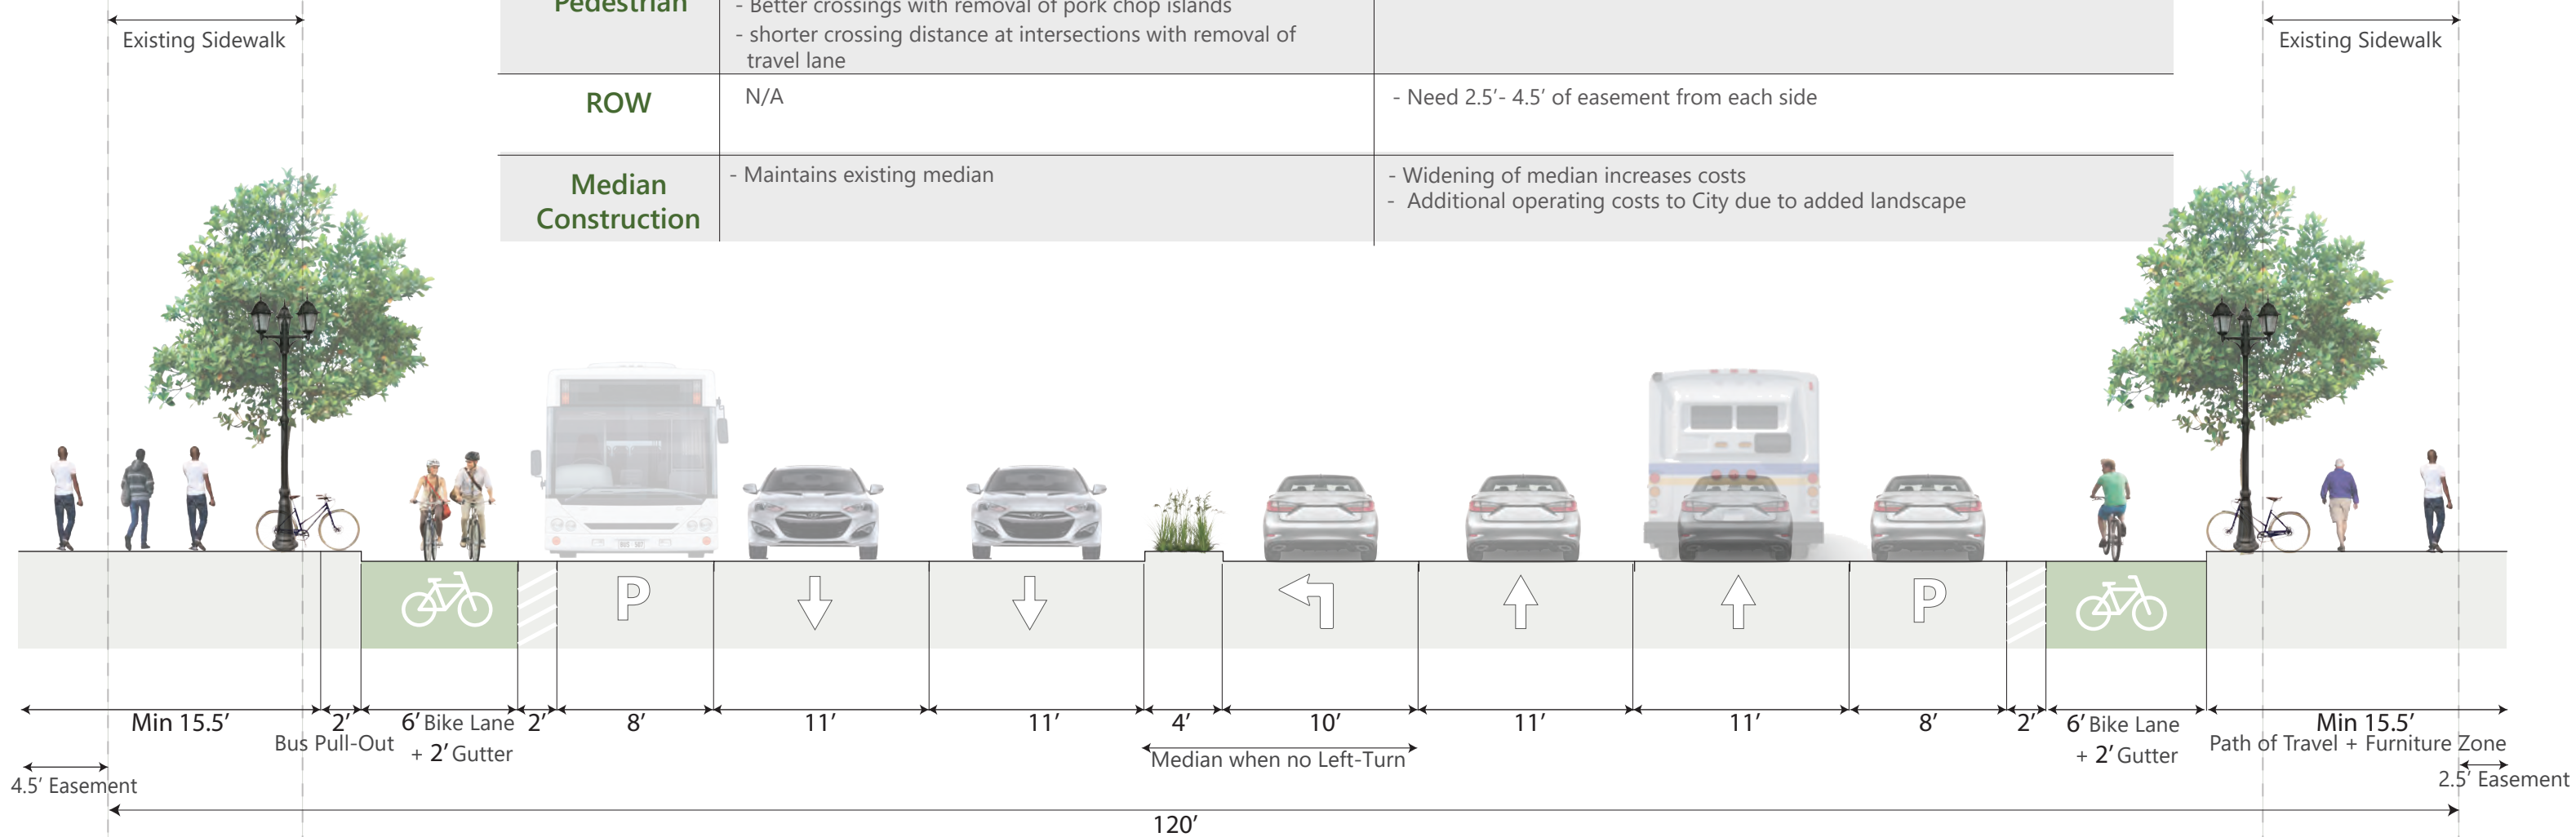 Pedestrian
- Better crossings with removal of pork chop islands
- shorter crossing distance at intersections with removal of
travel lane
Existing Sidewalk
Existing Sidewalk
ROW
N/A
- Need 2.5’- 4.5’ of easement from each side
Median
Construction
- Maintains existing median
- Widening of median increases costs
- Additional operating costs to City due to added landscape
P
P
Min 15.5’
2’
6’ Bike Lane
+ 2’ Gutter
2’
8’
11’
11’
4’
10’
11’
11’
8’
2’
6’ Bike Lane
+ 2’ Gutter
Min 15.5’
Bus Pull-Out
Median when no Left-Turn
Path of Travel + Furniture Zone
4.5’ Easement
2.5’ Easement
120’